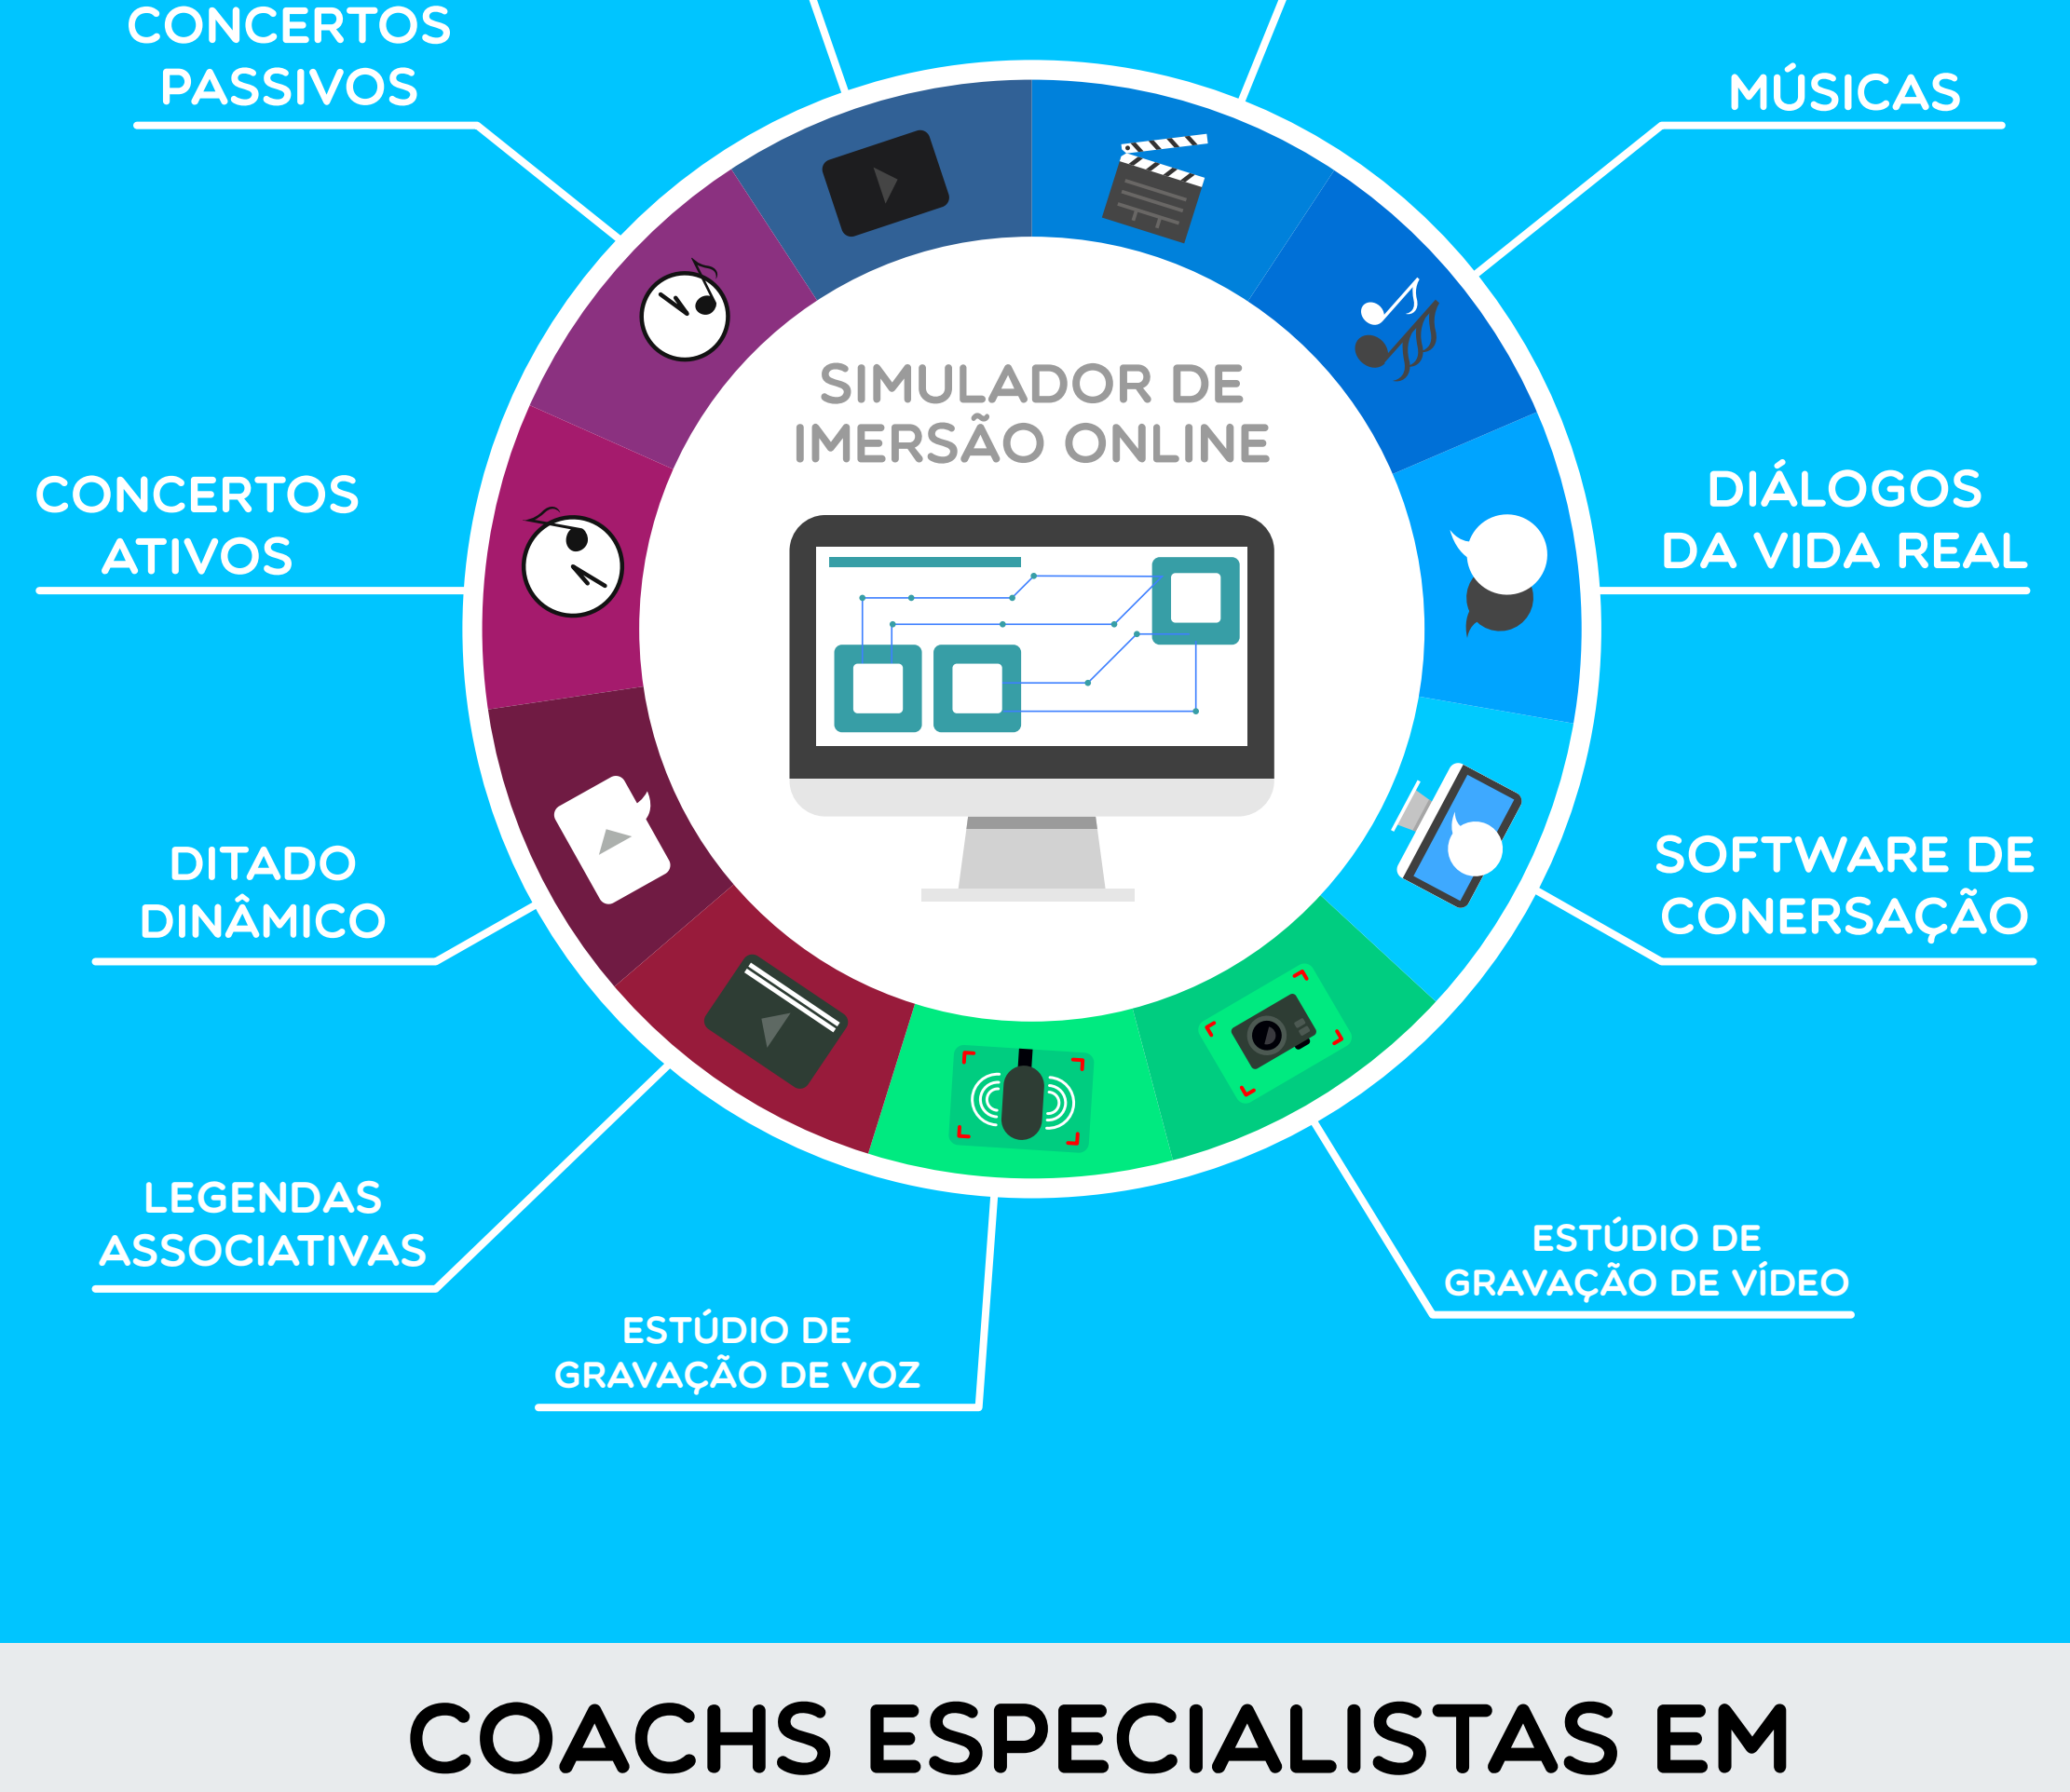 CONCERTOS
PASSIVOS
MÚSICAS
SIMULADOR DE
IMERSÃO ONLINE
CONCERTOS
ATIVOS
DIÁLOGOS
DA VIDA REAL
DITADO
DINÂMICO
SOFTWARE DE
CONERSAÇÃO
LEGENDAS
ASSOCIATIVAS
ESTÚDIO DE
GRAVAÇÃO DE VÍDEO
ESTÚDIO DE
GRAVAÇÃO DE VOZ
COACHS ESPECIALISTAS EM